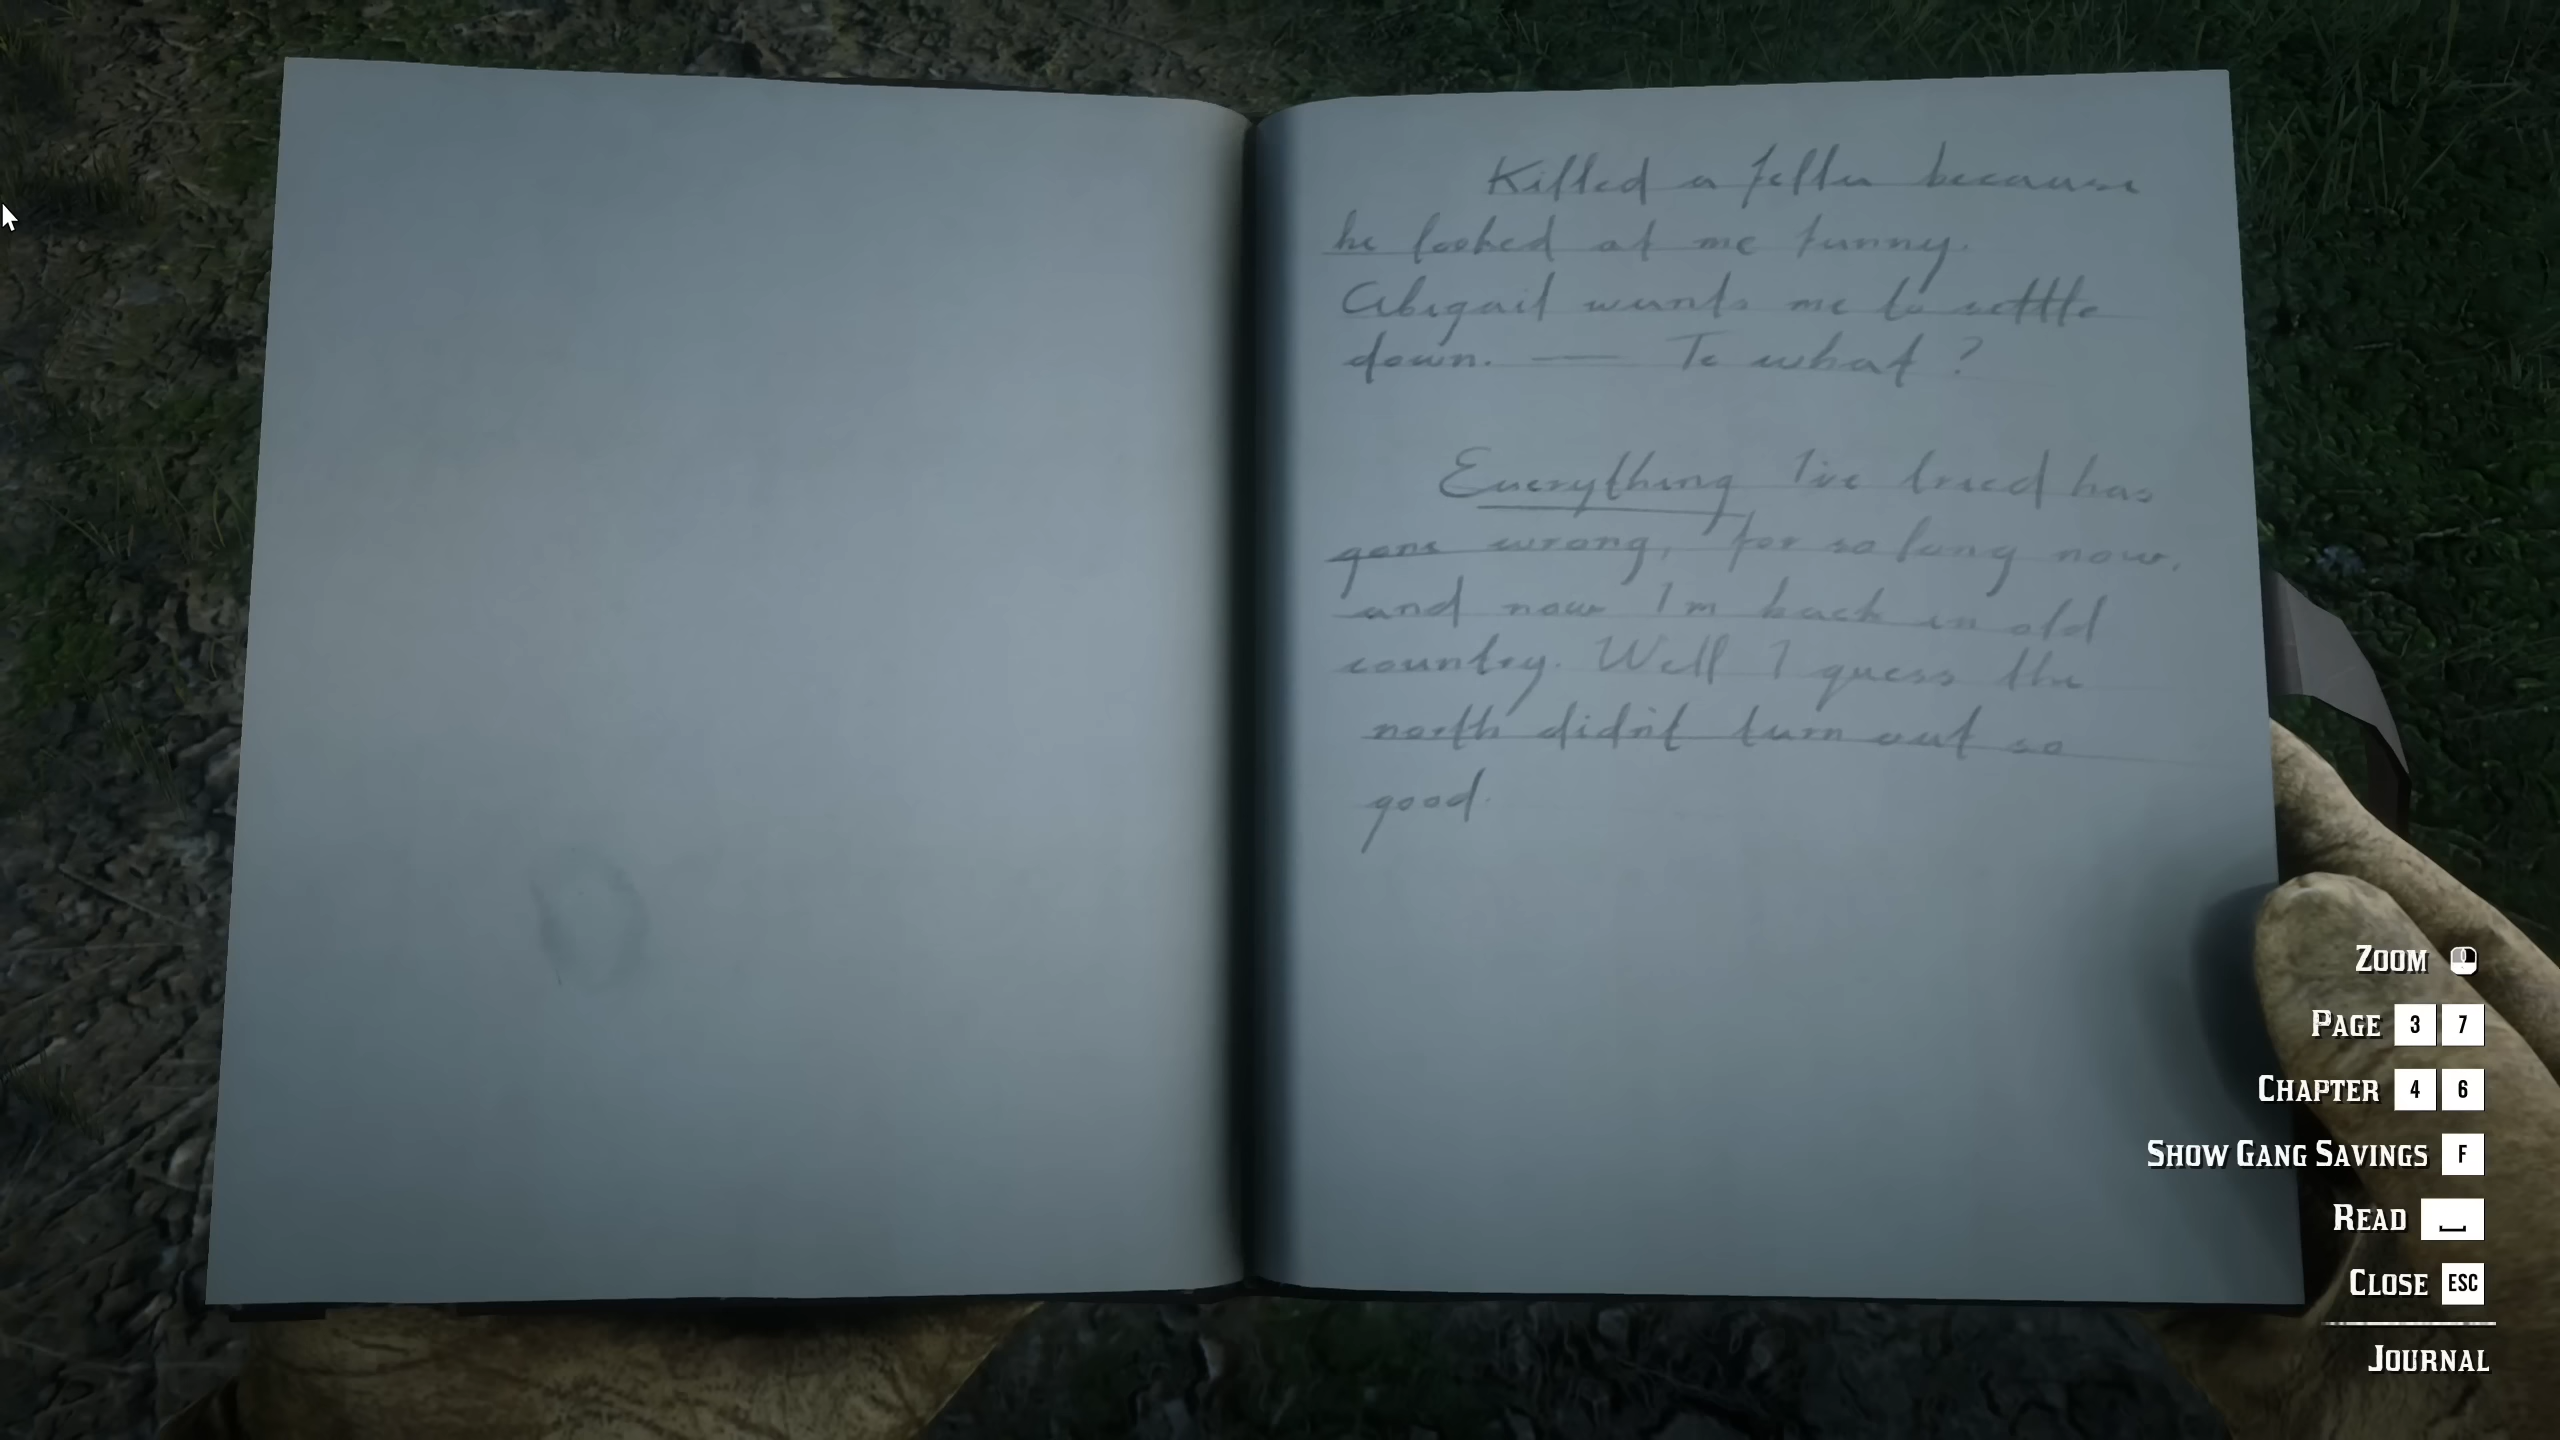 Killed a fella because
he looked at me funny.
Abigail wants me to settle
down. — To what ?
Everything I've tried has
gone wrong, for so long now,
and now I'm back in old
country. Well I guess the
north didn't turn out so
good.
ZOOM
PAGE 3 7
CHAPTER 4 6
SHOW GANG SAVINGS F
READ
CLOSE ESC
JOURNAL